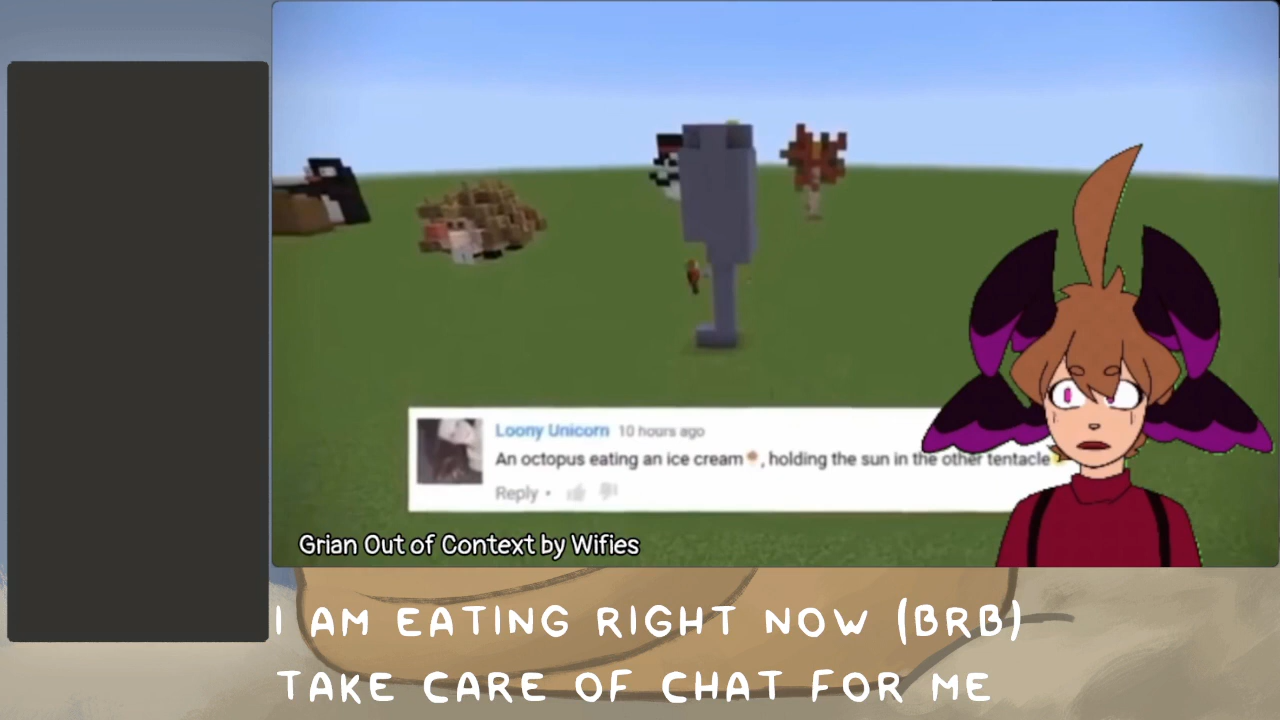 Loony Unicorn 10 hours ago
An octopus eating an ice cream🍦, holding the sun in the other tentacle
Reply •
Grian Out of Context by Wifies
I AM EATING RIGHT NOW (BRB)
TAKE CARE OF CHAT FOR ME